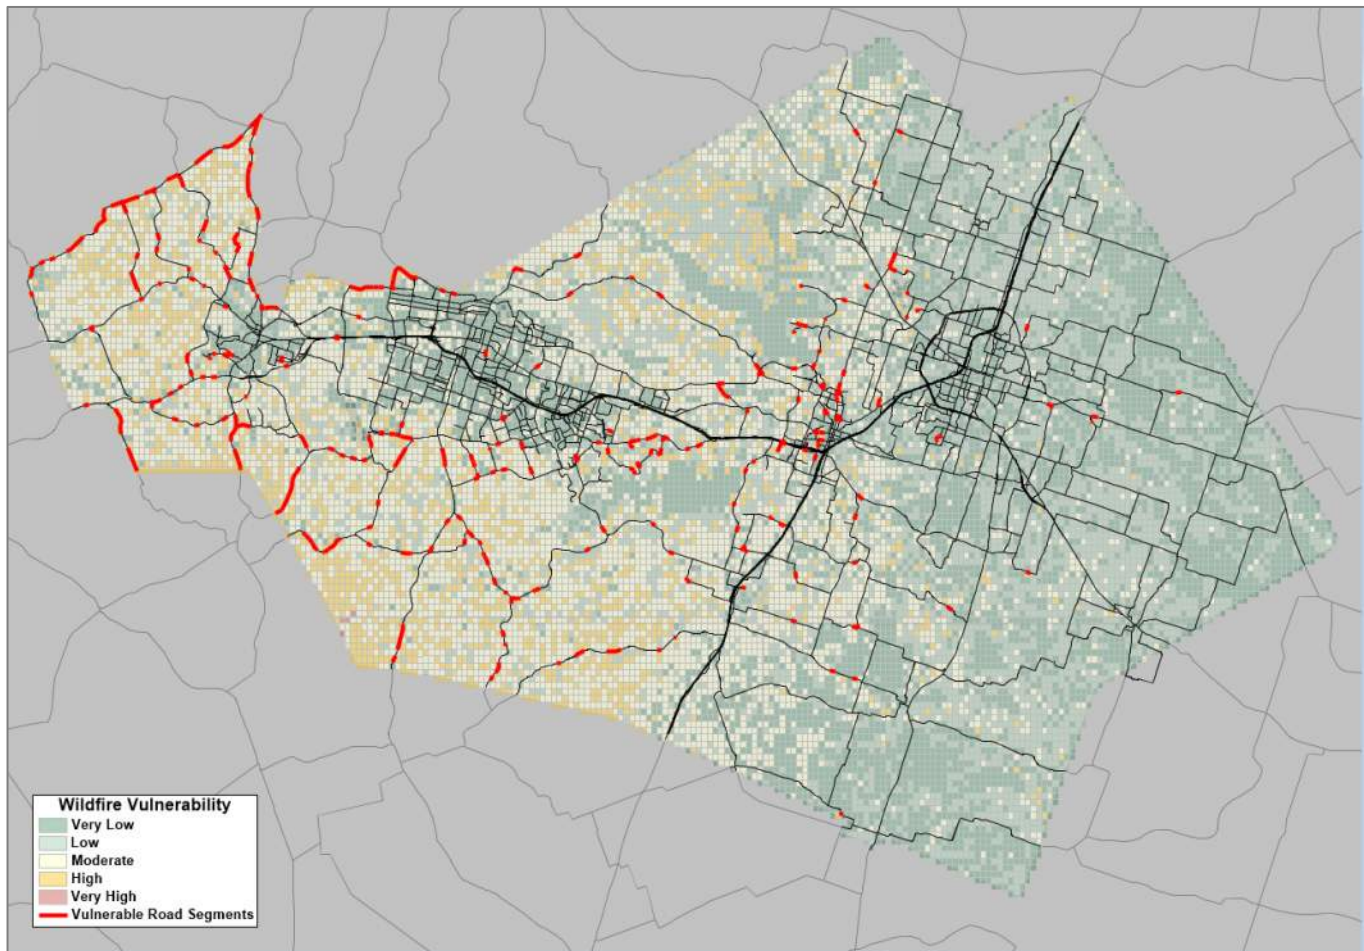 Wildfire Vulnerability
Very Low
Low
Moderate
High
Very High
Vulnerable Road Segments